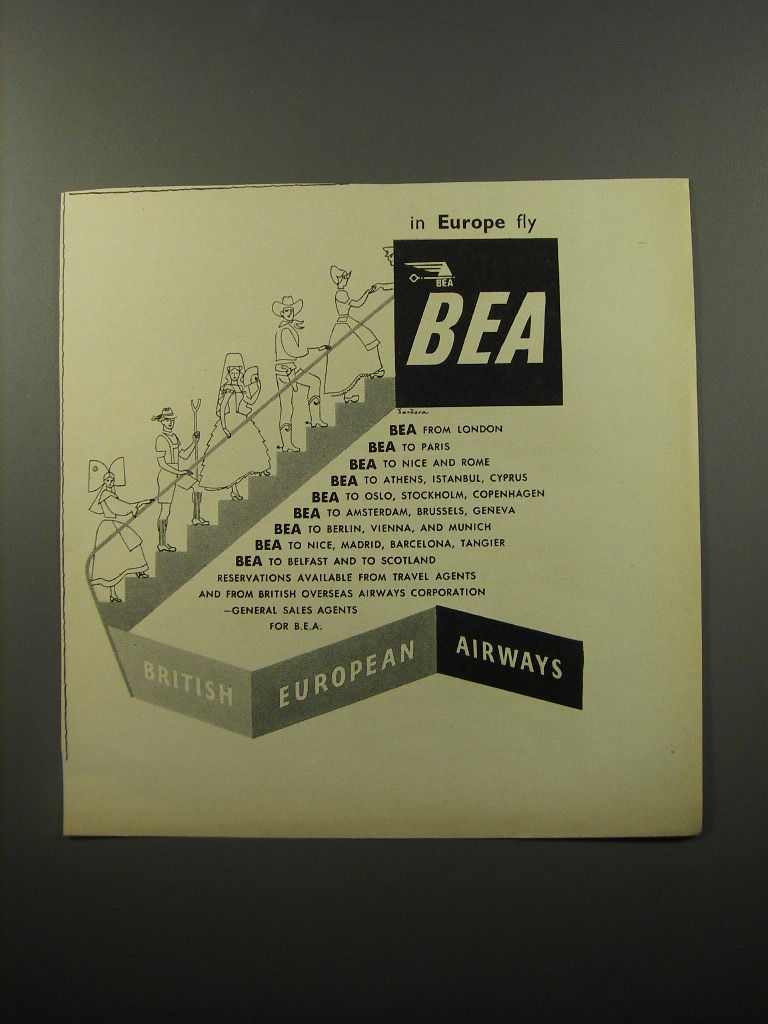 in Europe fly
BEA
BEA
BEA FROM LONDON
BEA TO PARIS
BEA TO NICE AND ROME
BEA TO ATHENS, ISTANBUL, CYPRUS
BEA TO OSLO, STOCKHOLM, COPENHAGEN
BEA TO AMSTERDAM, BRUSSELS, GENEVA
BEA TO BERLIN, VIENNA, AND MUNICH
BEA TO NICE, MADRID, BARCELONA, TANGIER
BEA TO BELFAST AND TO SCOTLAND
RESERVATIONS AVAILABLE FROM TRAVEL AGENTS
AND FROM BRITISH OVERSEAS AIRWAYS CORPORATION
—GENERAL SALES AGENTS
FOR B.E.A.
BRITISH EUROPEAN AIRWAYS